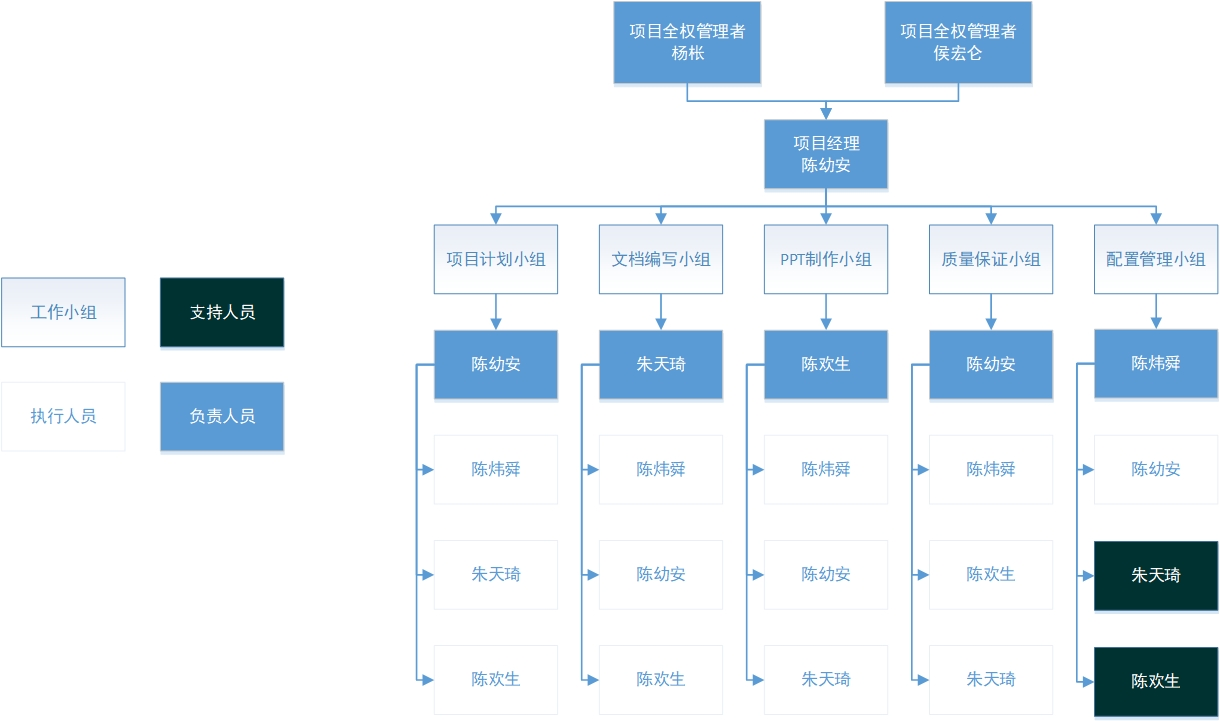 项目全权管理者
杨枨
项目全权管理者
侯宏仑
项目经理
陈幼安
项目计划小组
文档编写小组
PPT制作小组
质量保证小组
配置管理小组
工作小组
支持人员
执行人员
负责人员
陈幼安
朱天琦
陈欢生
陈幼安
陈炜舜
陈炜舜
陈炜舜
陈炜舜
陈炜舜
陈幼安
朱天琦
陈幼安
陈幼安
陈欢生
朱天琦
陈欢生
陈欢生
朱天琦
朱天琦
陈欢生